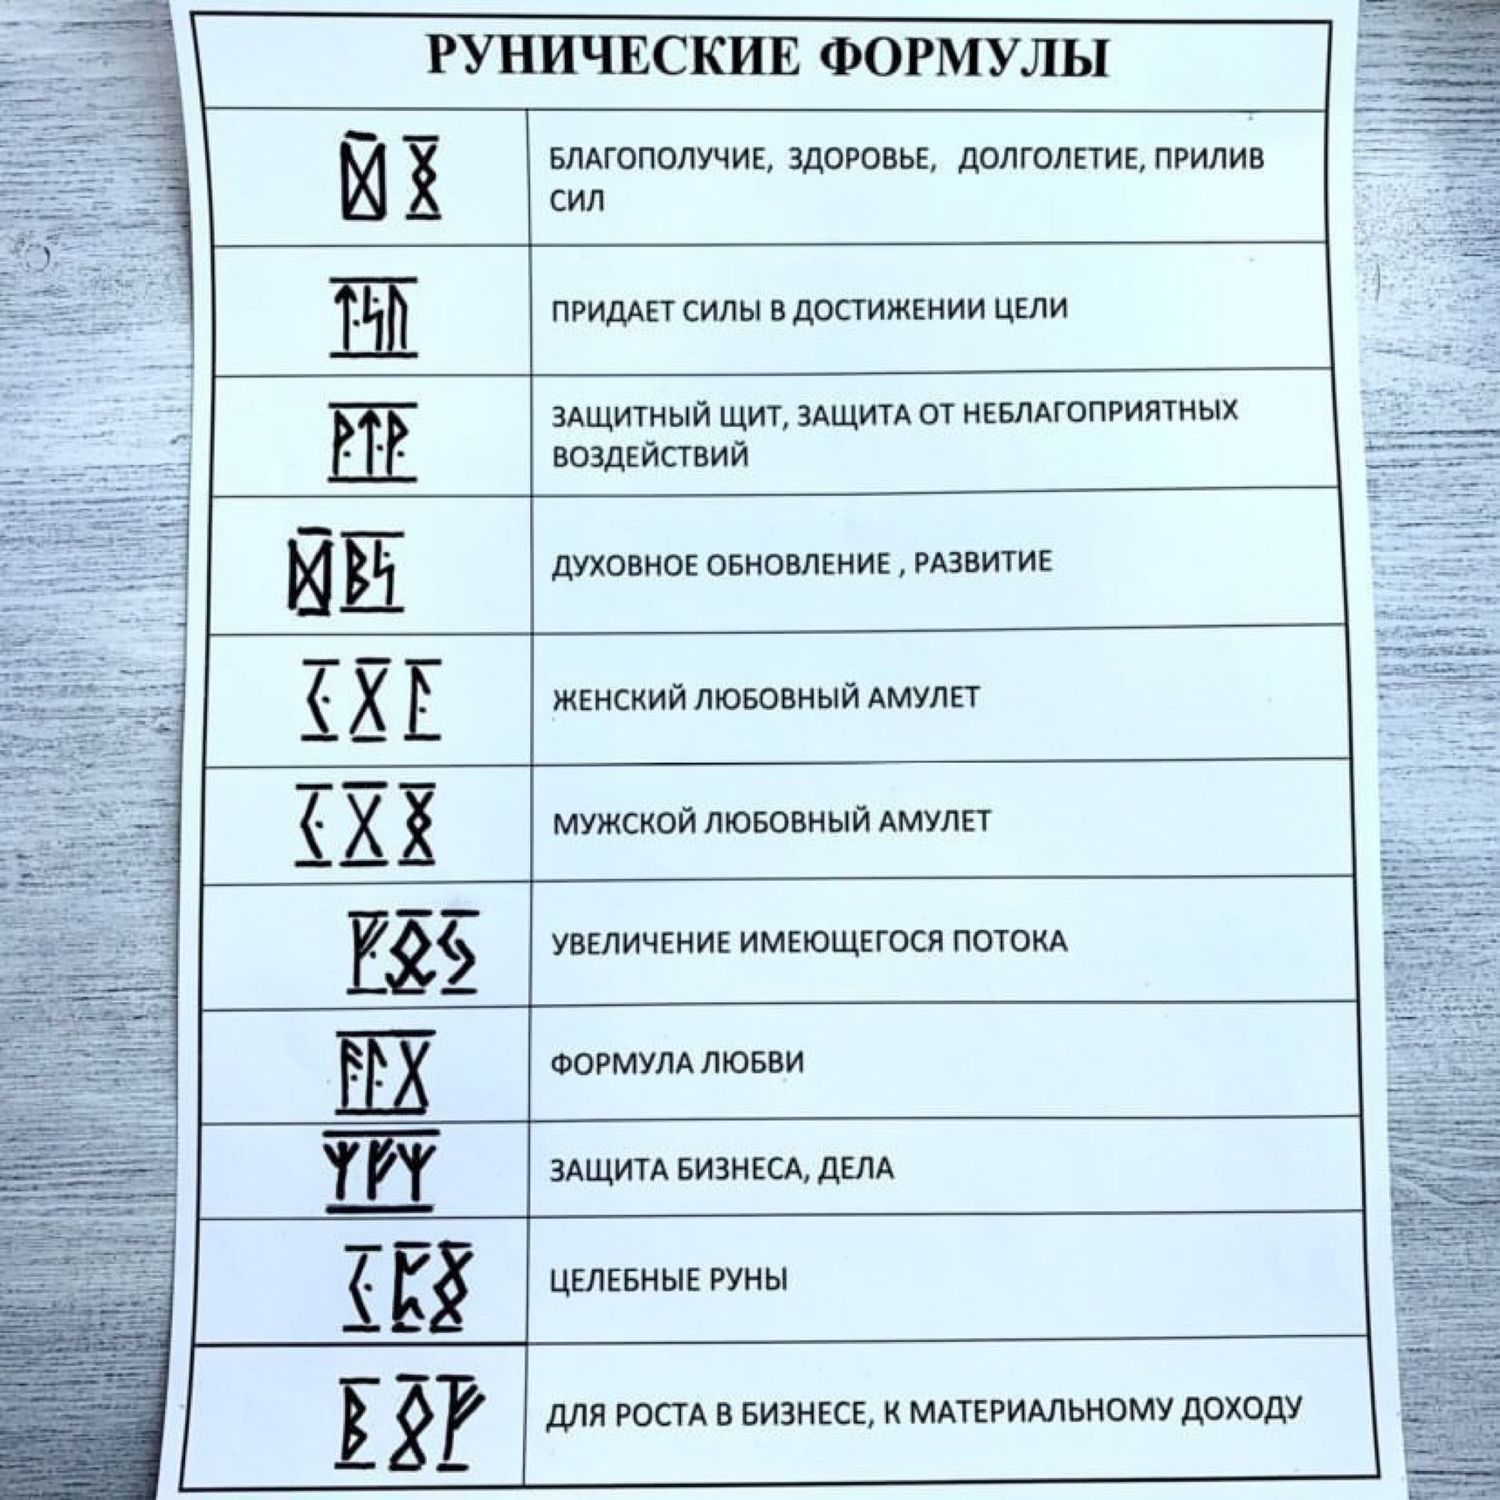 РУНИЧЕСКИЕ ФОРМУЛЫ
БЛАГОПОЛУЧИЕ, ЗДОРОВЬЕ, ДОЛГОЛЕТИЕ, ПРИЛИВ
СИЛ
ПРИДАЕТ СИЛЫ В ДОСТИЖЕНИИ ЦЕЛИ
ЗАЩИТНЫЙ ЩИТ, ЗАЩИТА ОТ НЕБЛАГОПРИЯТНЫХ
ВОЗДЕЙСТВИЙ
ДУХОВНОЕ ОБНОВЛЕНИЕ , РАЗВИТИЕ
ЖЕНСКИЙ ЛЮБОВНЫЙ АМУЛЕТ
МУЖСКОЙ ЛЮБОВНЫЙ АМУЛЕТ
УВЕЛИЧЕНИЕ ИМЕЮЩЕГОСЯ ПОТОКА
ФОРМУЛА ЛЮБВИ
ЗАЩИТА БИЗНЕСА, ДЕЛА
ЦЕЛЕБНЫЕ РУНЫ
ДЛЯ РОСТА В БИЗНЕСЕ, К МАТЕРИАЛЬНОМУ ДОХОДУ